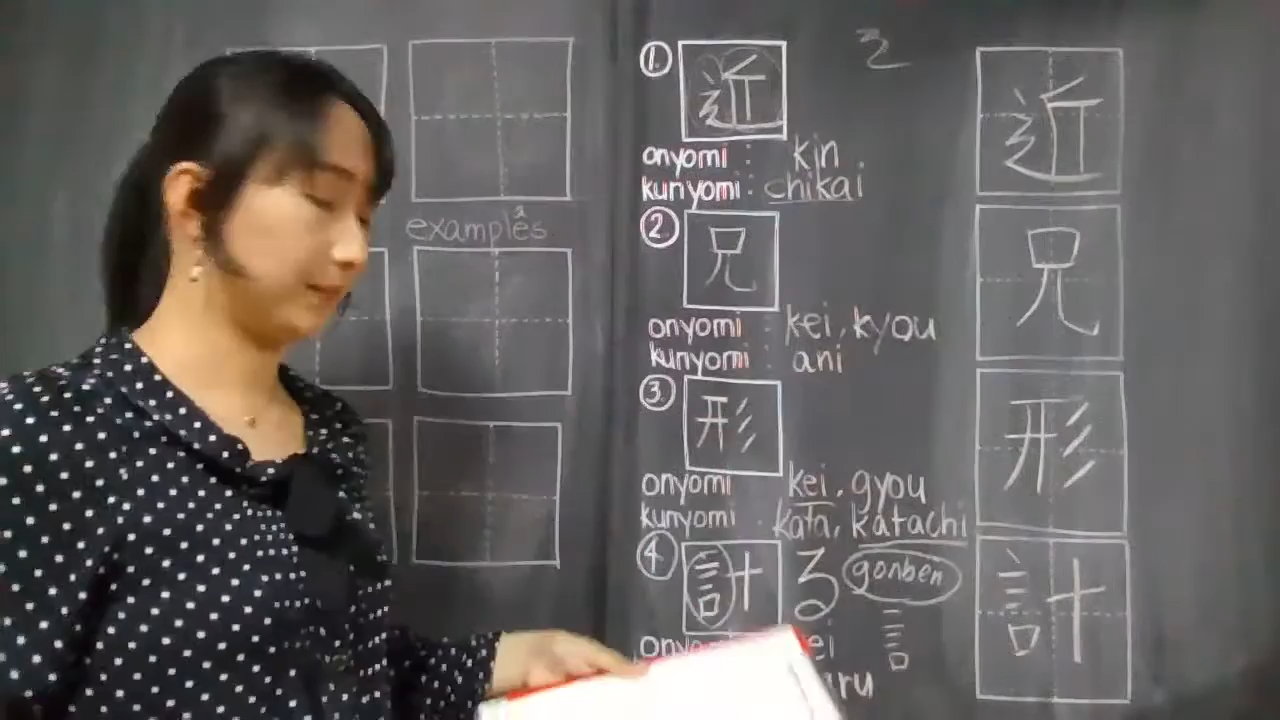 examples
① 近 え 近
onyomi : kin
kunyomi : chikai
② 兄 兄
onyomi : kei, kyou
kunyomi : ani
③ 形 形
onyomi kei, gyou
kunyomi . kata, katachi
④ 計 る gonben 計
言